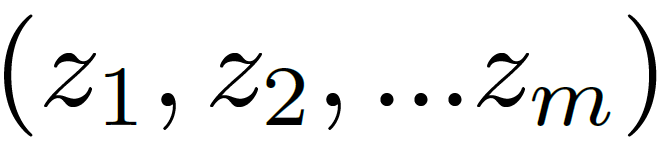 (z₁, z₂, ...zₘ)